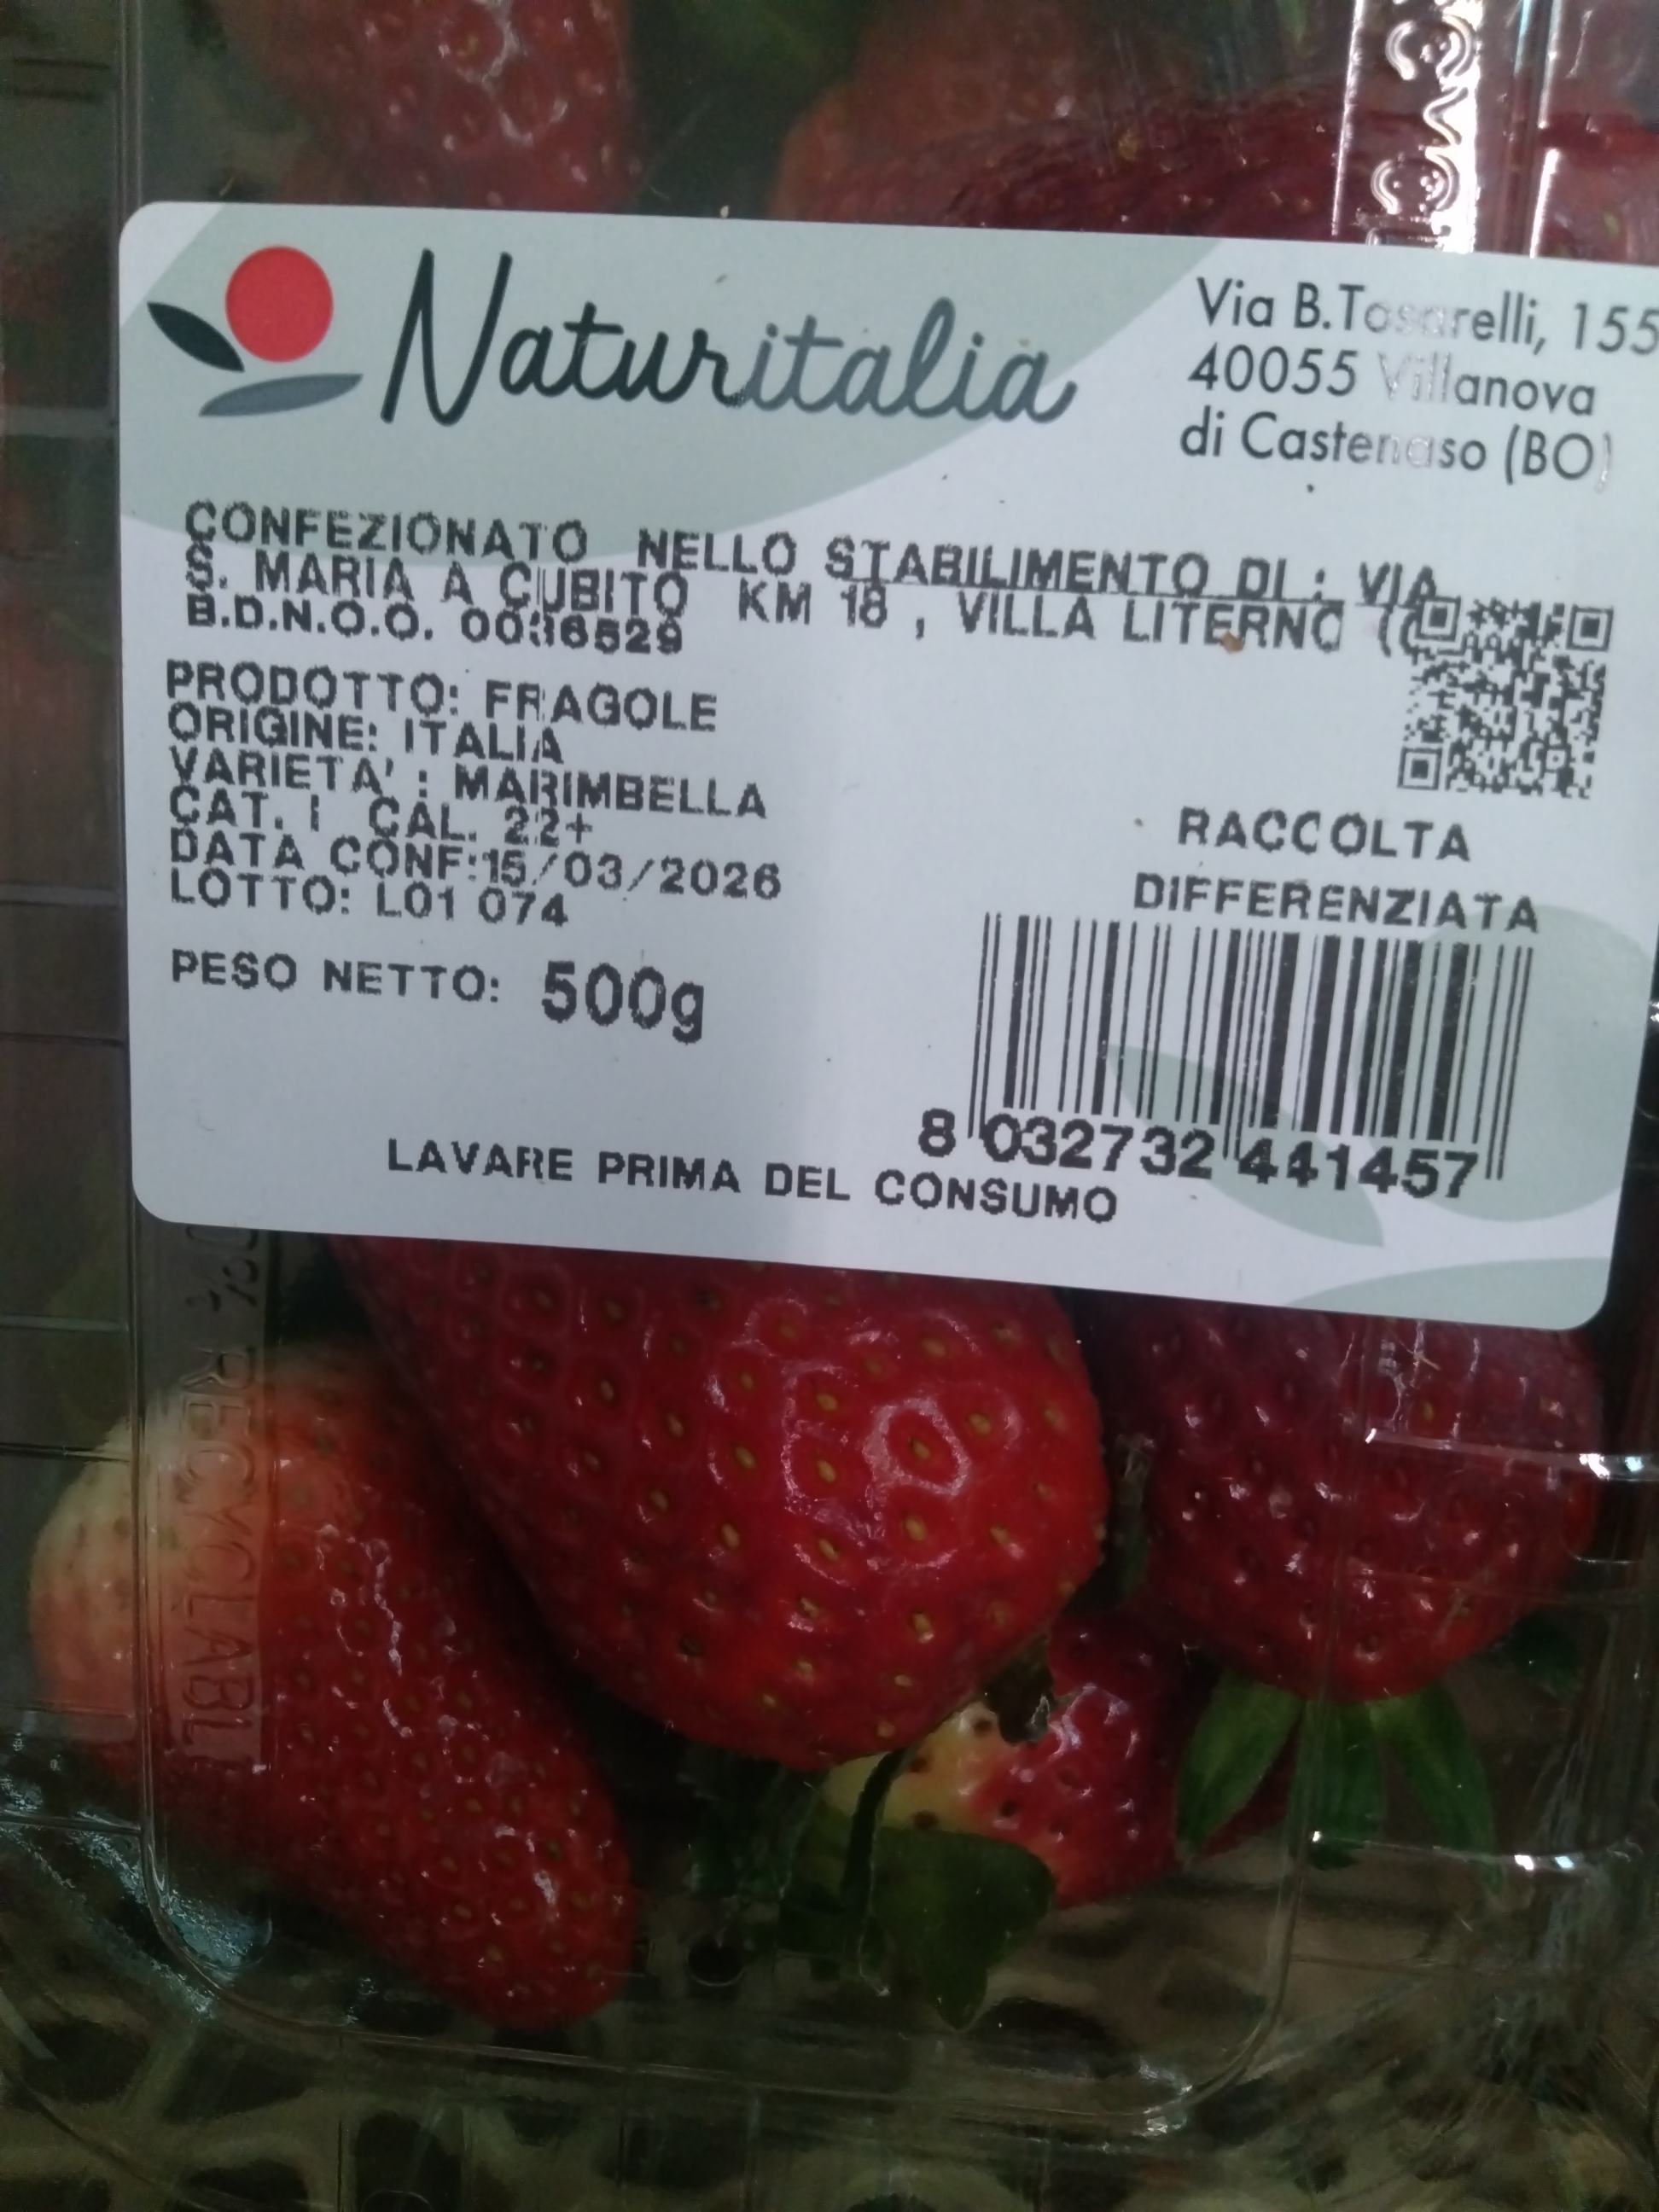 Naturitalia
Via B.Tosarelli, 155
40055 Villanova
di Castenaso (BO)
CONFEZIONATO NELLO STABILIMENTO DI : VIA
S. MARIA A CUBITO KM 18 , VILLA LITERNO (
B.D.N.O.O. 0036529
PRODOTTO: FRAGOLE
ORIGINE: ITALIA
VARIETA' : MARIMBELLA
CAT. I CAL. 22+
DATA CONF:15/03/2026
LOTTO: L01 074
PESO NETTO: 500g
RACCOLTA
DIFFERENZIATA
8 032732 441457
LAVARE PRIMA DEL CONSUMO
RECYCLABL